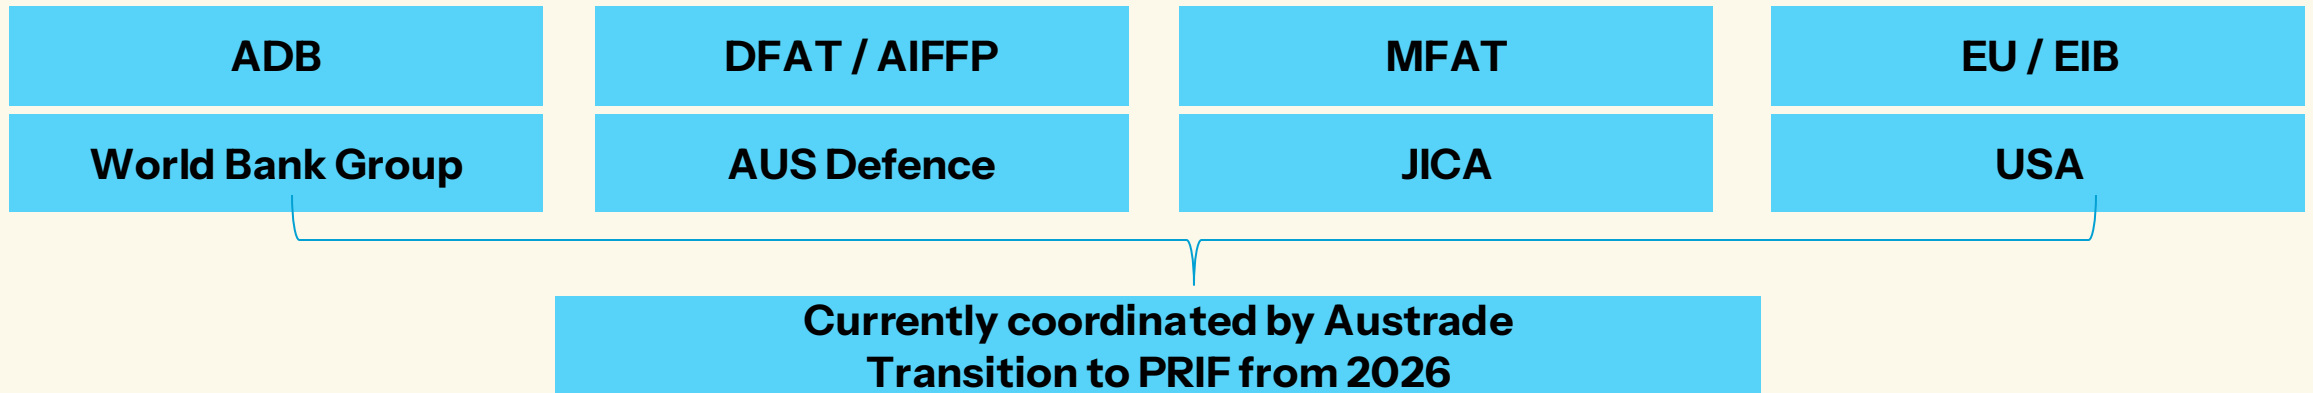 ADB
DFAT / AIFFP
MFAT
EU / EIB
World Bank Group
AUS Defence
JICA
USA
Currently coordinated by Austrade
Transition to PRIF from 2026